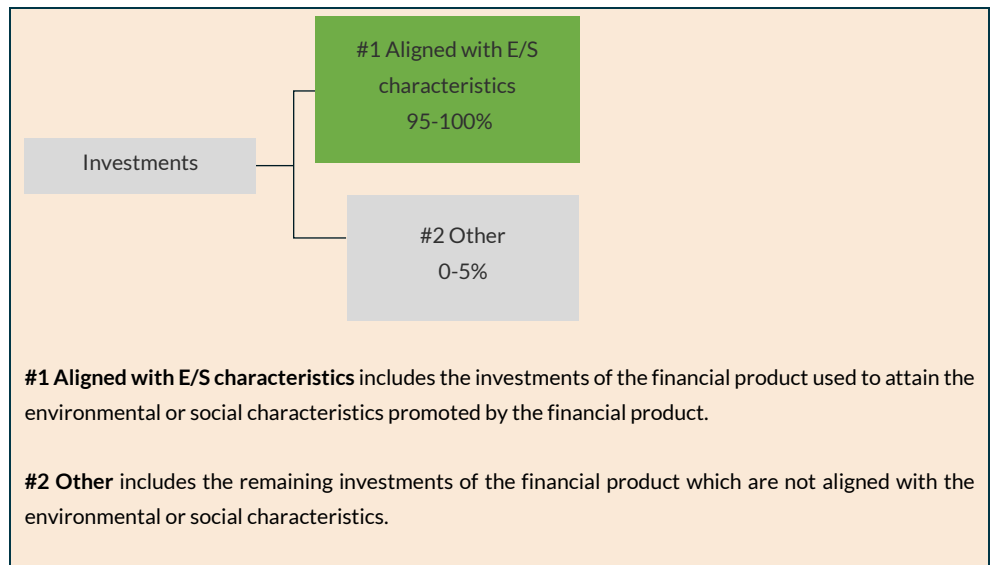 #1 Aligned with E/S
characteristics
95-100%
Investments
#2 Other
0-5%
#1 Aligned with E/S characteristics includes the investments of the financial product used to attain the
environmental or social characteristics promoted by the financial product.
#2 Other includes the remaining investments of the financial product which are not aligned with the
environmental or social characteristics.